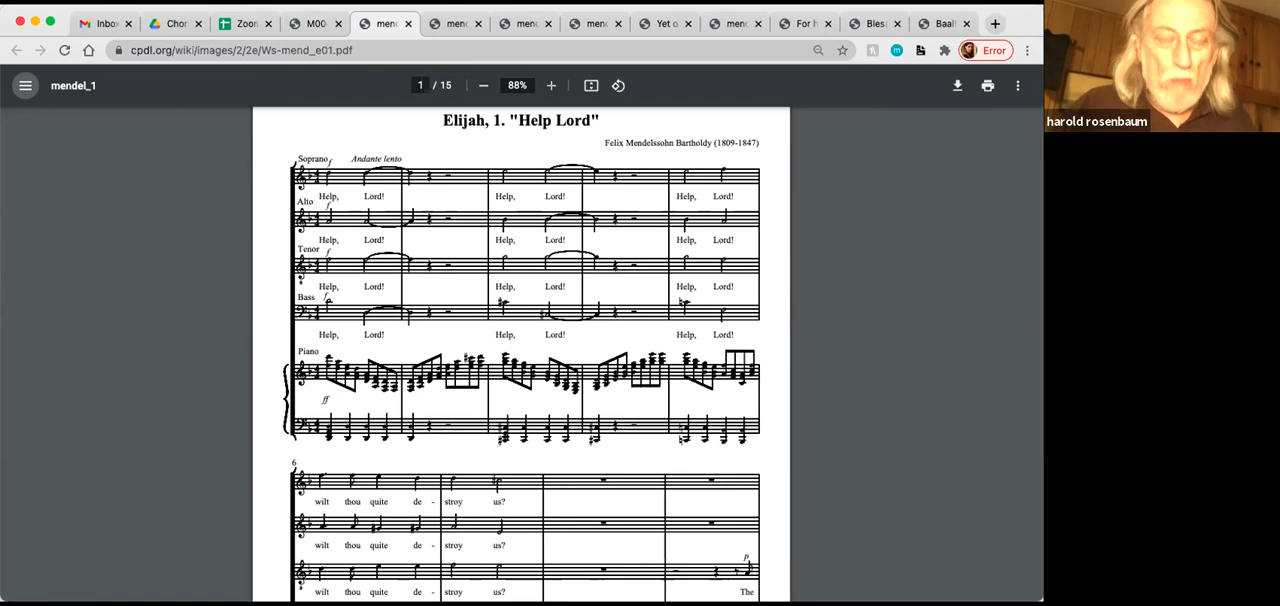 Inbox
Chor
Zoom
M00-
mend
mend
mend
mend
Yet o
mend
For h
Bless
Baal!
cpdl.org/wiki/images/2/2e/Ws-mend_e01.pdf
Error
mendel_1
1 / 15
88%
harold rosenbaum
Elijah, 1. "Help Lord"
Felix Mendelssohn Bartholdy (1809-1847)
Soprano f Andante lento
Help, Lord! Help, Lord! Help, Lord!
Alto f
Help, Lord! Help, Lord! Help, Lord!
Tenor f
Help, Lord! Help, Lord! Help, Lord!
Bass f
Help, Lord! Help, Lord! Help, Lord!
Piano
ff
6
wilt thou quite de - stroy us?
wilt thou quite de - stroy us?
p
wilt thou quite de - stroy us? The